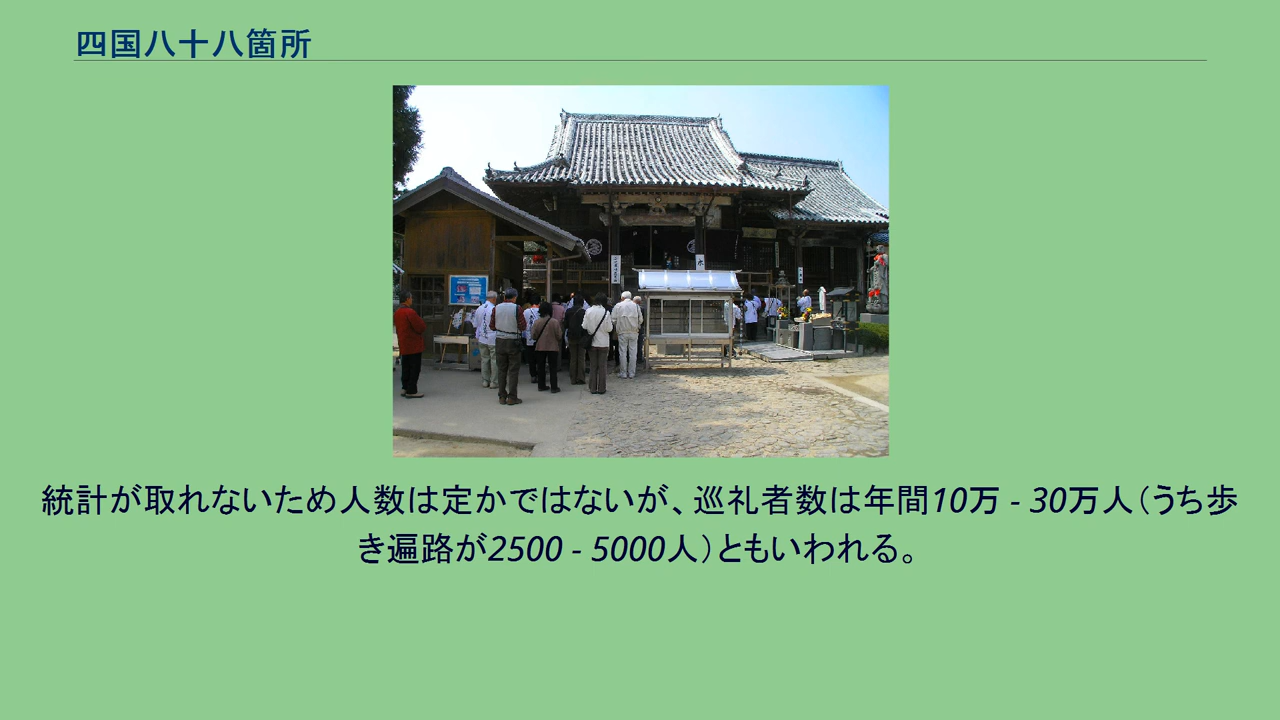 四国八十八箇所
統計が取れないため人数は定かではないが、巡礼者数は年間10万 - 30万人（うち歩
き遍路が2500 - 5000人）ともいわれる。